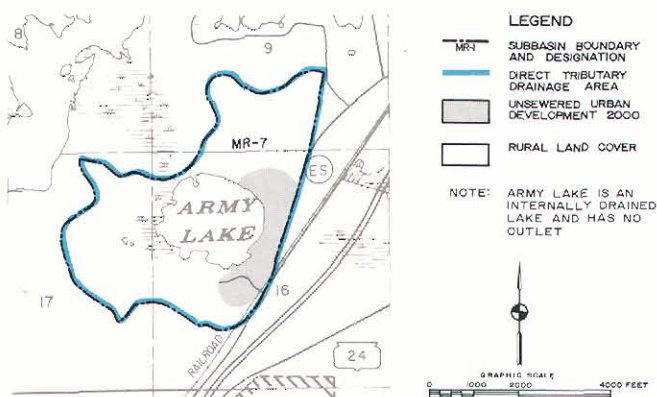 8
9
MR-7
ES
ARMY
LAKE
17
16
RAILROAD
24
LEGEND
MR-1
SUBBASIN BOUNDARY
AND DESIGNATION
DIRECT TRIBUTARY
DRAINAGE AREA
UNSEWERED URBAN
DEVELOPMENT 2000
RURAL LAND COVER
NOTE: ARMY LAKE IS AN
INTERNALLY DRAINED
LAKE AND HAS NO
OUTLET
GRAPHIC SCALE
0 1000 2000 4000 FEET